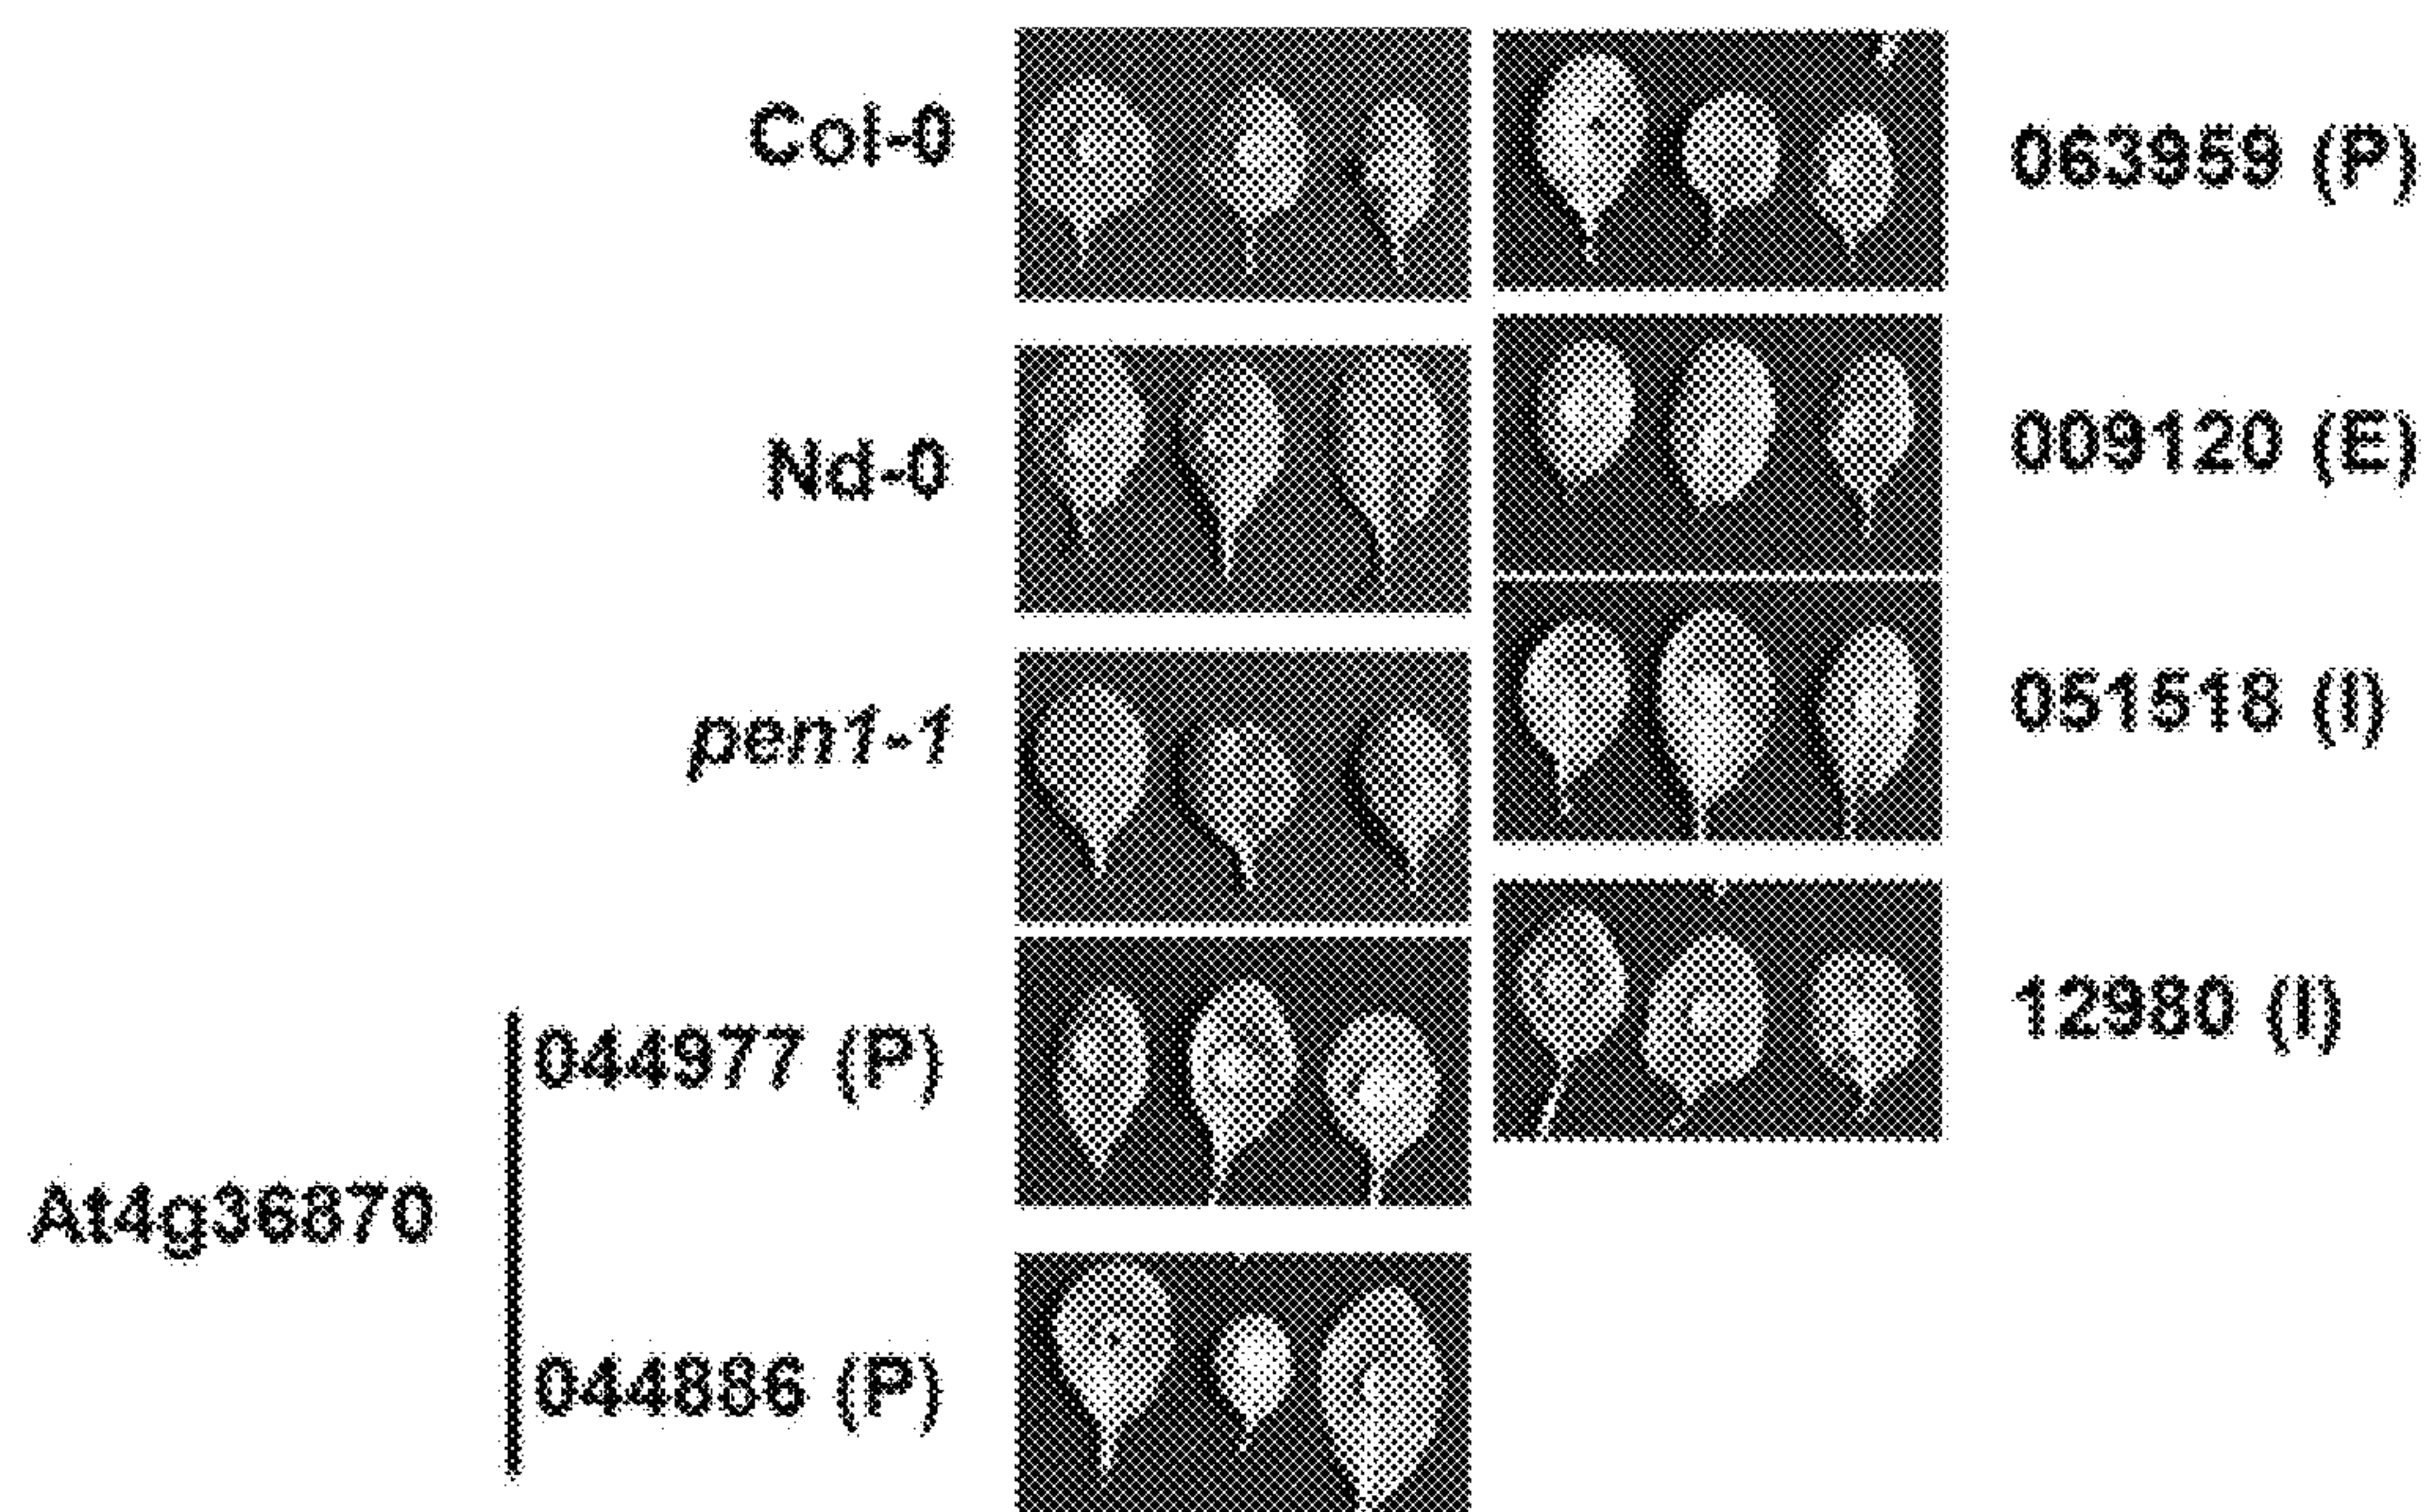 Col-0
Nd-0
pen1-1
At4g36870
044977 (P)
044886 (P)
063959 (P)
009120 (E)
051518 (I)
12980 (I)